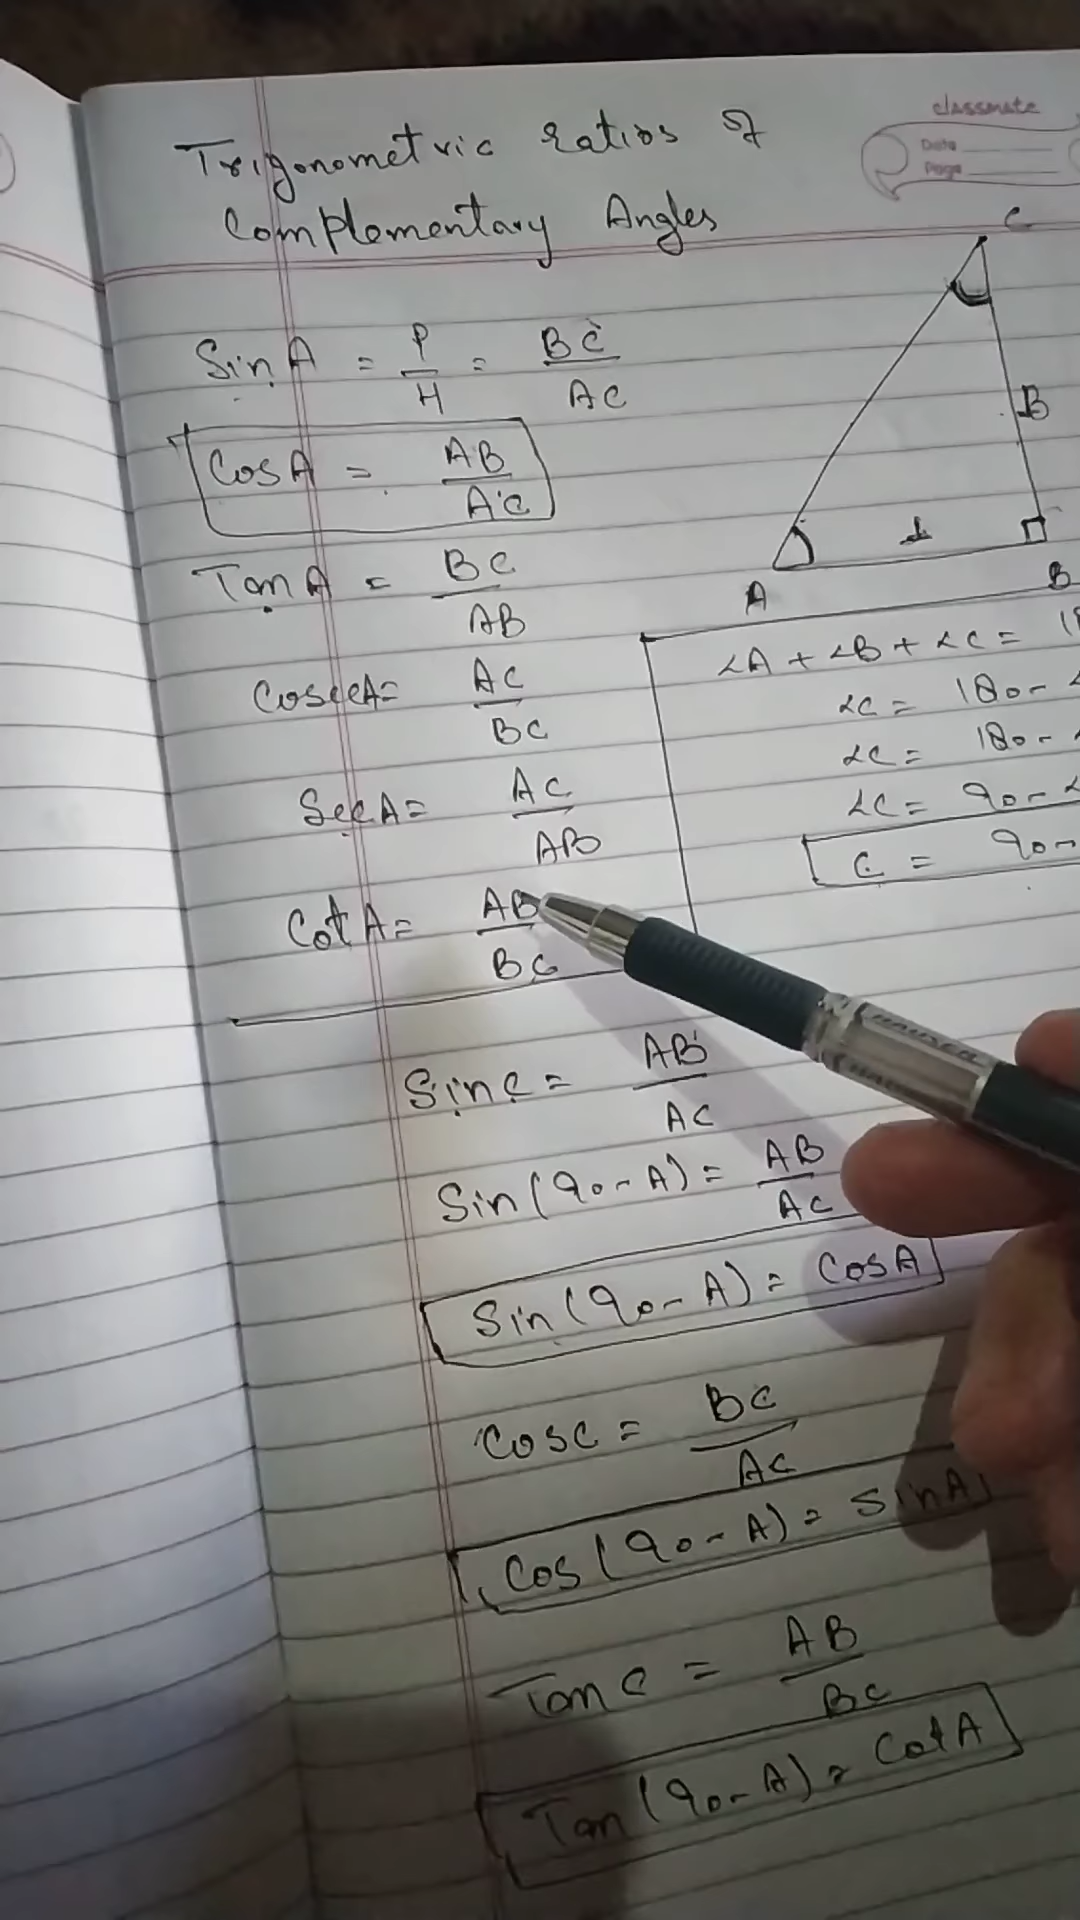 classmate
Date
Page
Trigonometric ratios of
Complementary Angles
Sin A = P/H = BC/AC
Cos A = AB/AC
Tan A = BC/AB
Cosec A = AC/BC
Sec A = AC/AB
Cot A = AB/BC
C
B
A
B
∠A + ∠B + ∠C =
∠C = 180 -
∠C = 180 -
∠C = 90 -
C = 90 -
Sin C = AB/AC
Sin (90 - A) = AB/AC
Sin (90 - A) = Cos A
Cos C = BC/AC
Cos (90 - A) = Sin A
Tan C = AB/BC
Tan (90 - A) = Cot A